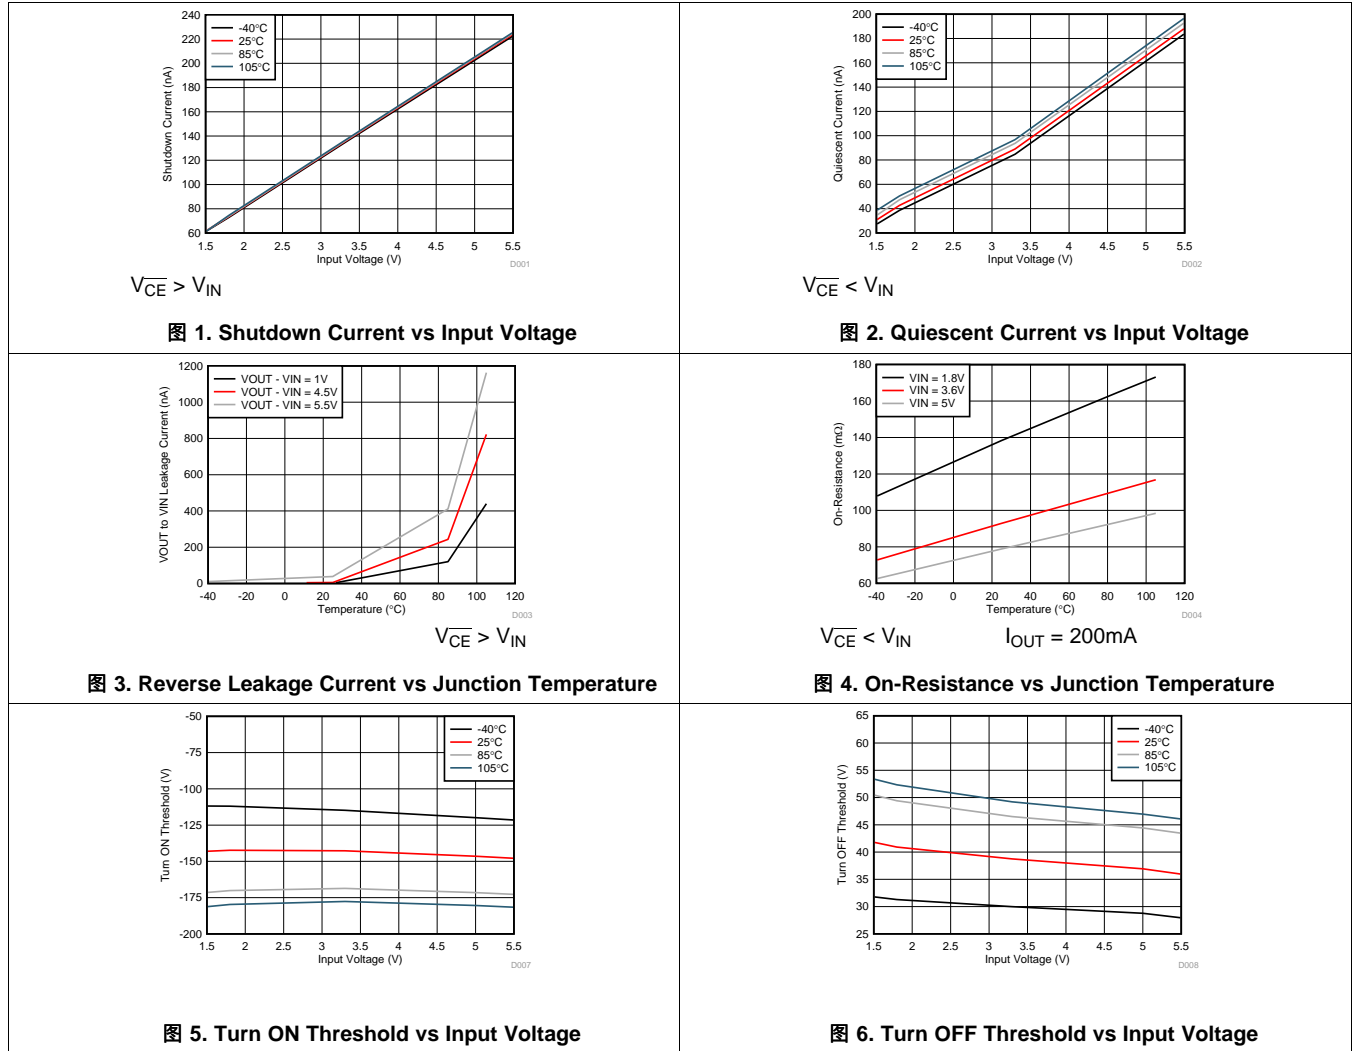 240
220
200
180
160
140
120
100
80
60
Shutdown Current (nA)
-40°C
25°C
85°C
105°C
1.5 2 2.5 3 3.5 4 4.5 5 5.5
Input Voltage (V)
D001
VCE > VIN
图 1. Shutdown Current vs Input Voltage
200
180
160
140
120
100
80
60
40
20
Quiescent Current (nA)
-40°C
25°C
85°C
105°C
1.5 2 2.5 3 3.5 4 4.5 5 5.5
Input Voltage (V)
D002
VCE < VIN
图 2. Quiescent Current vs Input Voltage
1200
1000
800
600
400
200
0
VOUT to VIN Leakage Current (nA)
VOUT - VIN = 1V
VOUT - VIN = 4.5V
VOUT - VIN = 5.5V
-40 -20 0 20 40 60 80 100 120
Temperature (°C)
D003
VCE > VIN
图 3. Reverse Leakage Current vs Junction Temperature
180
160
140
120
100
80
60
On-Resistance (mΩ)
VIN = 1.8V
VIN = 3.6V
VIN = 5V
-40 -20 0 20 40 60 80 100 120
Temperature (°C)
D004
VCE < VIN IOUT = 200mA
图 4. On-Resistance vs Junction Temperature
-50
-75
-100
-125
-150
-175
-200
Turn ON Threshold (V)
-40°C
25°C
85°C
105°C
1.5 2 2.5 3 3.5 4 4.5 5 5.5
Input Voltage (V)
D007
图 5. Turn ON Threshold vs Input Voltage
65
60
55
50
45
40
35
30
25
Turn OFF Threshold (V)
-40°C
25°C
85°C
105°C
1.5 2 2.5 3 3.5 4 4.5 5 5.5
Input Voltage (V)
D008
图 6. Turn OFF Threshold vs Input Voltage